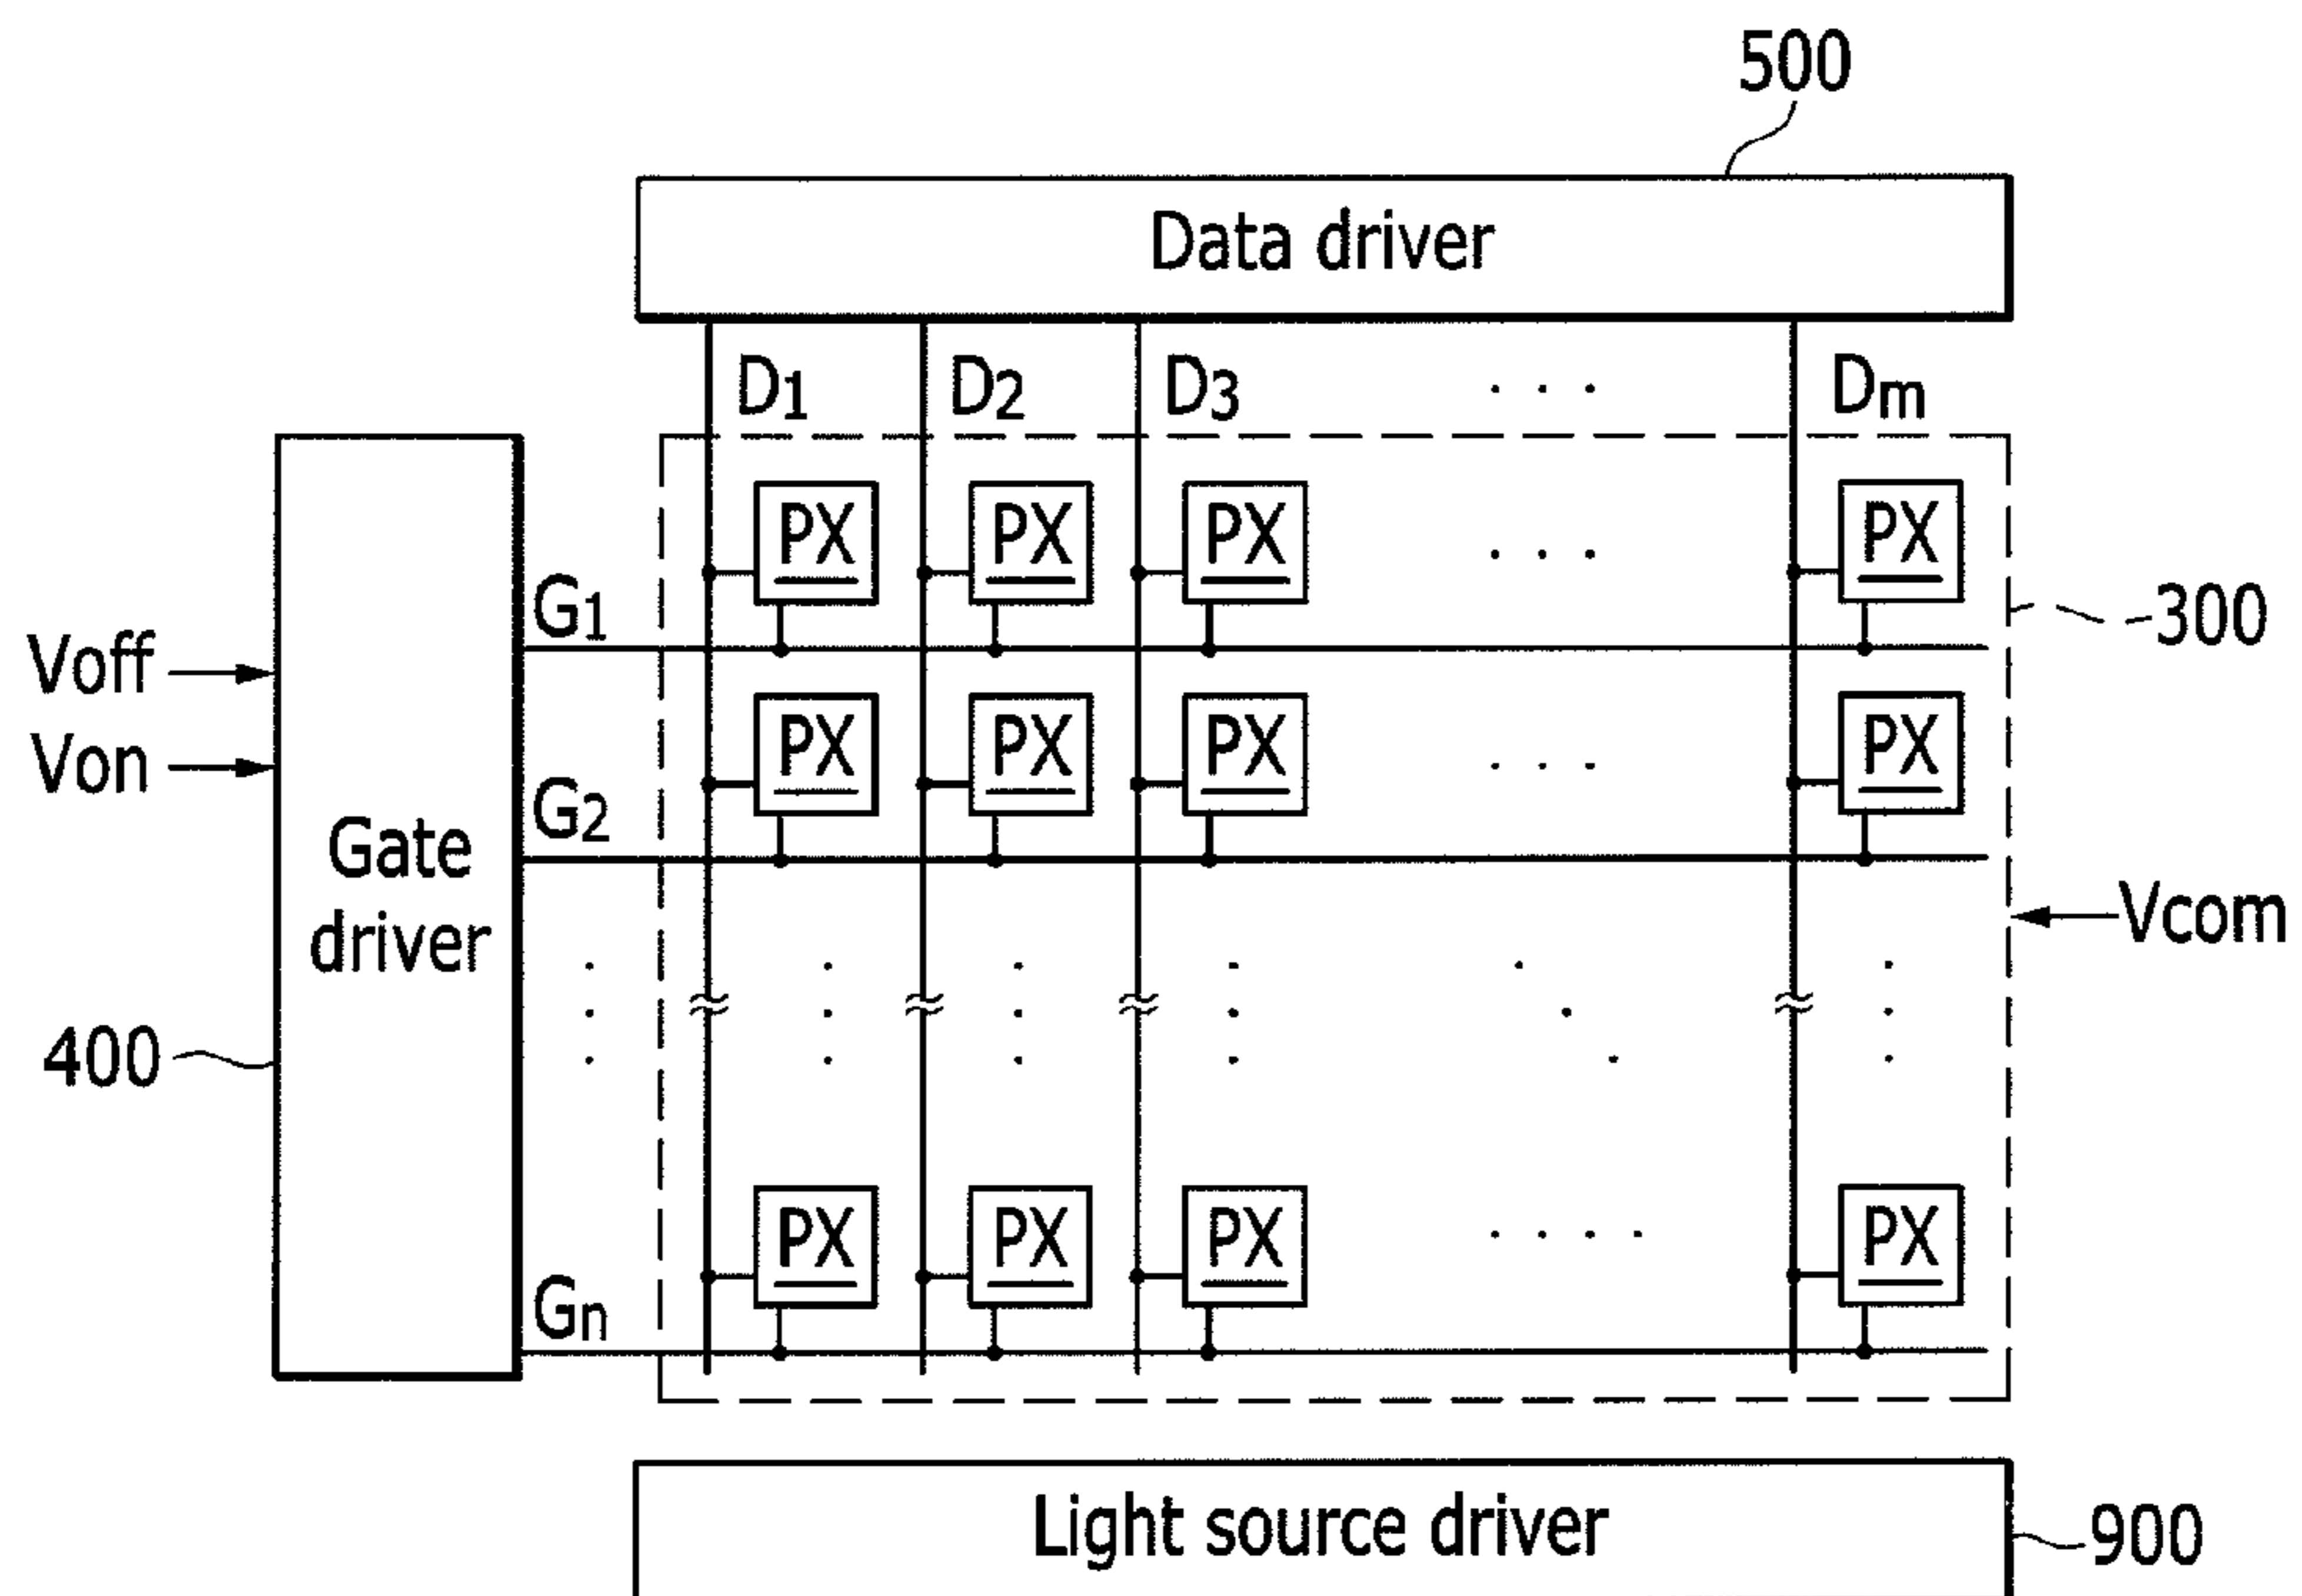 500
Data driver
D1 D2 D3 . . . Dm
PX PX PX . . . PX
G1
300
Voff
PX PX PX . . . PX
Von
G2
Gate
driver
Vcom
400
PX PX PX . . . . PX
Gn
Light source driver
900